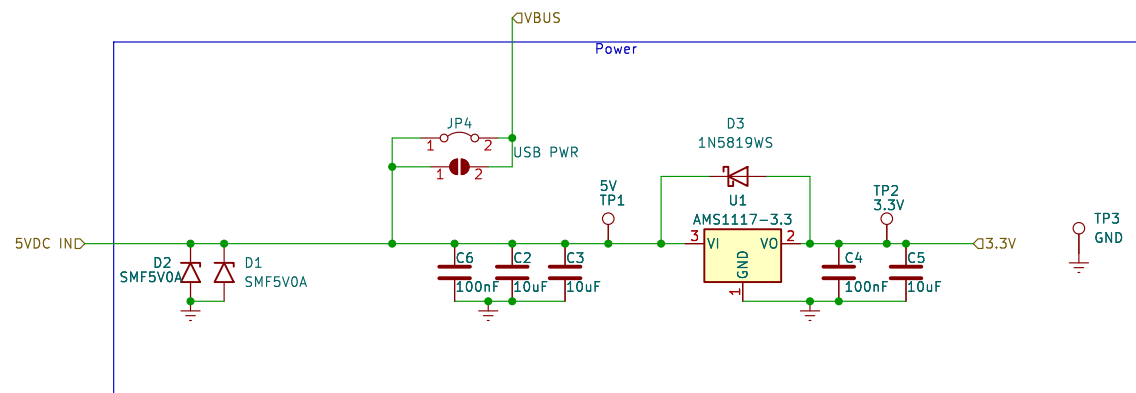 VBUS
Power
JP4
1 2
USB PWR
1 2
D3
1N5819WS
5V
TP1
U1
AMS1117-3.3
TP2
3.3V
TP3
GND
5VDC IN
3 VI VO 2
GND
1
3.3V
D2
SMF5V0A
D1
SMF5V0A
C6
100nF
C2
10uF
C3
10uF
C4
100nF
C5
10uF